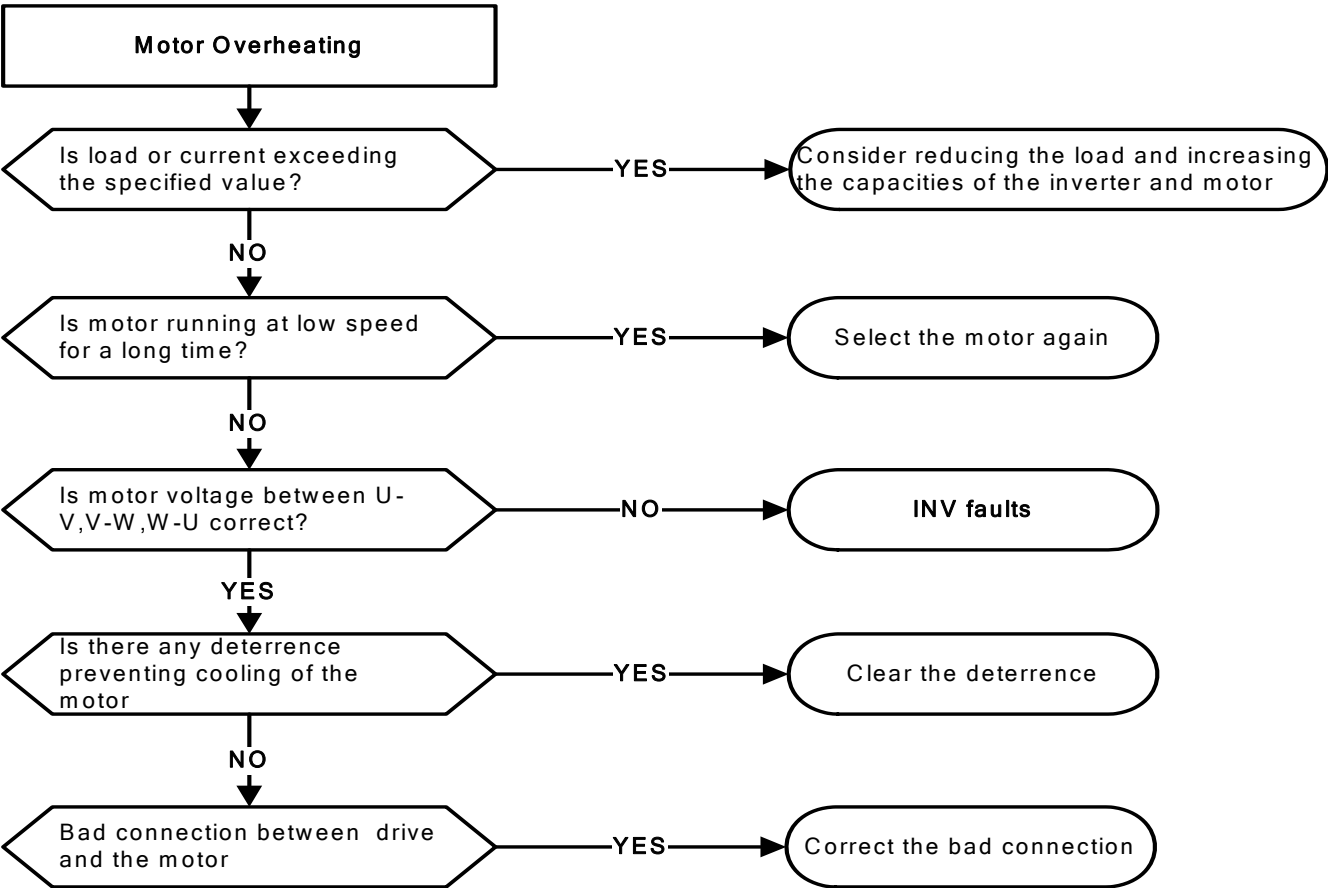 Motor Overheating
Is load or current exceeding
the specified value?
YES
Consider reducing the load and increasing
the capacities of the inverter and motor
NO
Is motor running at low speed
for a long time?
YES
Select the motor again
NO
Is motor voltage between U-
V,V-W,W-U correct?
NO
INV faults
YES
Is there any deterrence
preventing cooling of the
motor
YES
Clear the deterrence
NO
Bad connection between drive
and the motor
YES
Correct the bad connection